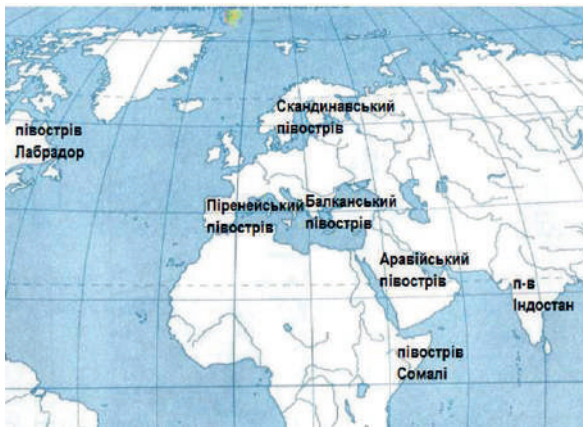 Скандинавський
півострів
півострів
Лабрадор
Піренейський
півострів
Балканський
півострів
Аравійський
півострів
п-в
Індостан
півострів
Сомалі